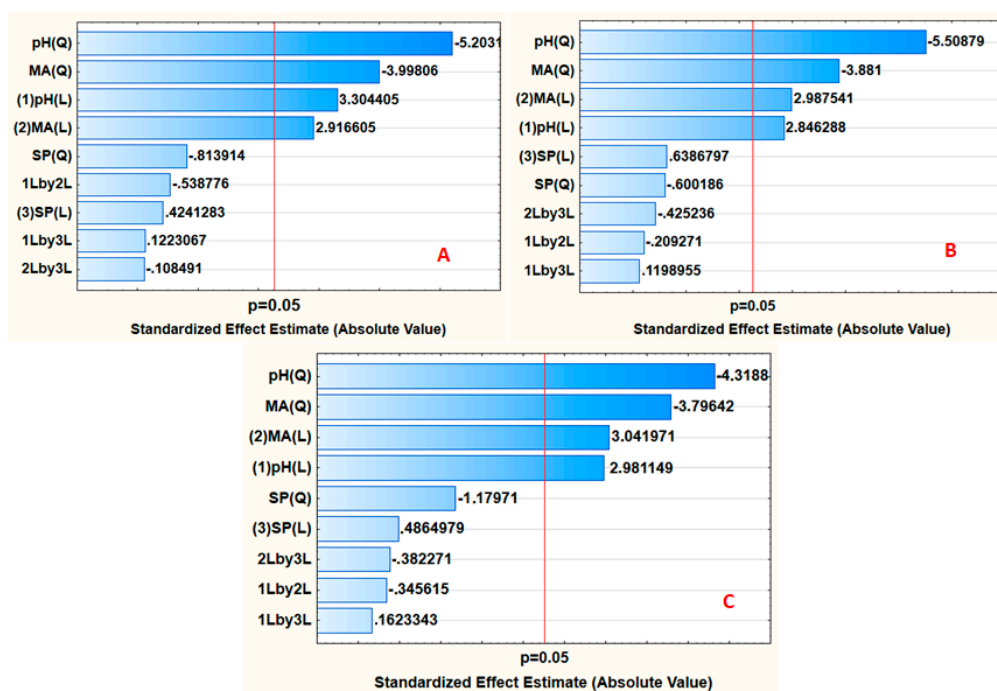 pH(Q) -5.2031
MA(Q) -3.99806
(1)pH(L) 3.304405
(2)MA(L) 2.916605
SP(Q) -.813914
1Lby2L -.538776
(3)SP(L) .4241283
1Lby3L .1223067
2Lby3L -.108491
A
p=0.05
Standardized Effect Estimate (Absolute Value)
pH(Q) -5.50879
MA(Q) -3.881
(2)MA(L) 2.987541
(1)pH(L) 2.846288
(3)SP(L) .6386797
SP(Q) -.600186
2Lby3L -.425236
1Lby2L -.209271
1Lby3L .1198955
B
p=0.05
Standardized Effect Estimate (Absolute Value)
pH(Q) -4.3188
MA(Q) -3.79642
(2)MA(L) 3.041971
(1)pH(L) 2.981149
SP(Q) -1.17971
(3)SP(L) .4864979
2Lby3L -.382271
1Lby2L -.345615
1Lby3L .1623343
C
p=0.05
Standardized Effect Estimate (Absolute Value)